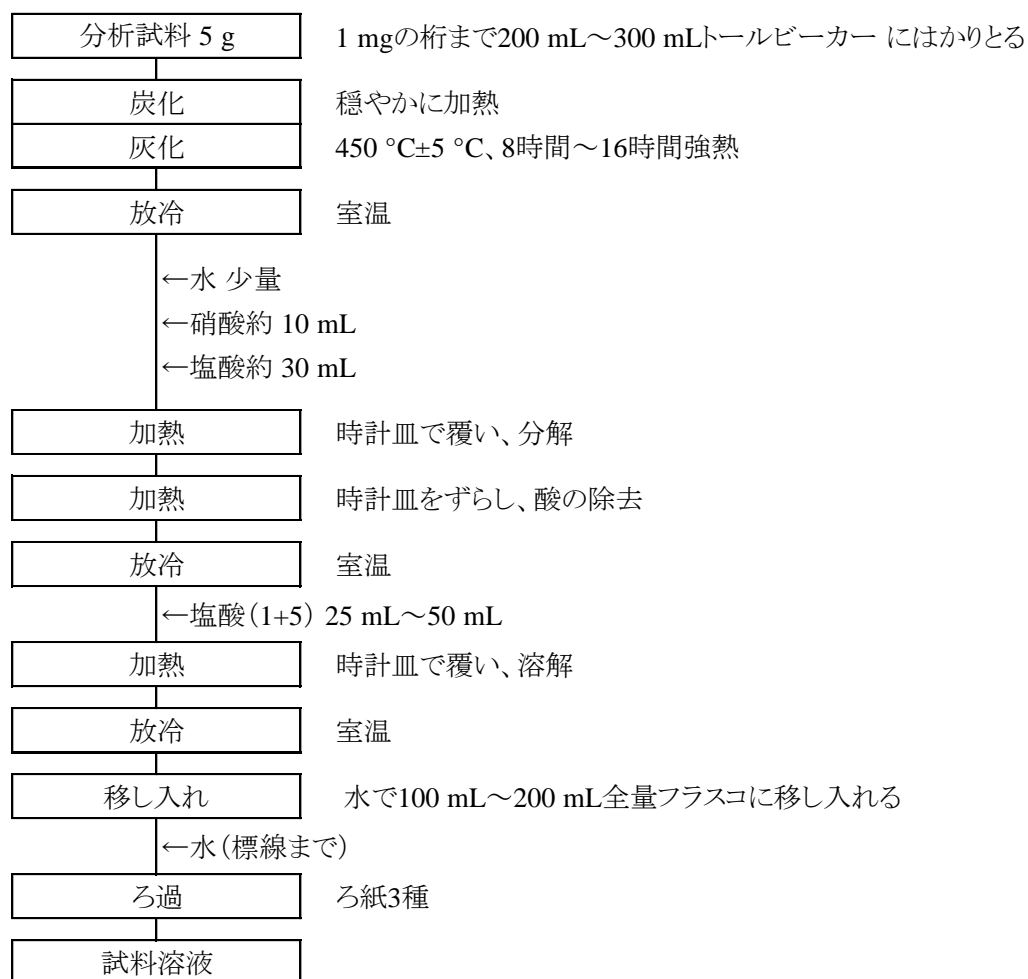 分析試料 5 g 1 mgの桁まで200 mL～300 mLトールビーカー にはかりとる
炭化 穏やかに加熱
灰化 450 °C±5 °C、8時間～16時間強熱
放冷 室温
←水 少量
←硝酸約 10 mL
←塩酸約 30 mL
加熱 時計皿で覆い、分解
加熱 時計皿をずらし、酸の除去
放冷 室温
←塩酸（1+5） 25 mL～50 mL
加熱 時計皿で覆い、溶解
放冷 室温
移し入れ 水で100 mL～200 mL全量フラスコに移し入れる
←水（標線まで）
ろ過 ろ紙3種
試料溶液